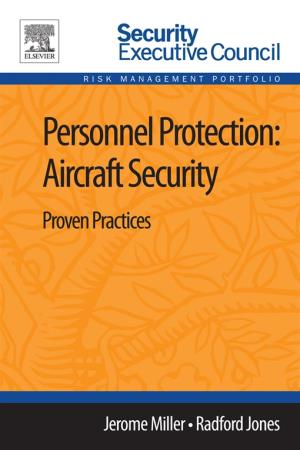 ELSEVIER
Security
Executive Council
RISK MANAGEMENT PORTFOLIO
Personnel Protection:
Aircraft Security
Proven Practices
Jerome Miller • Radford Jones